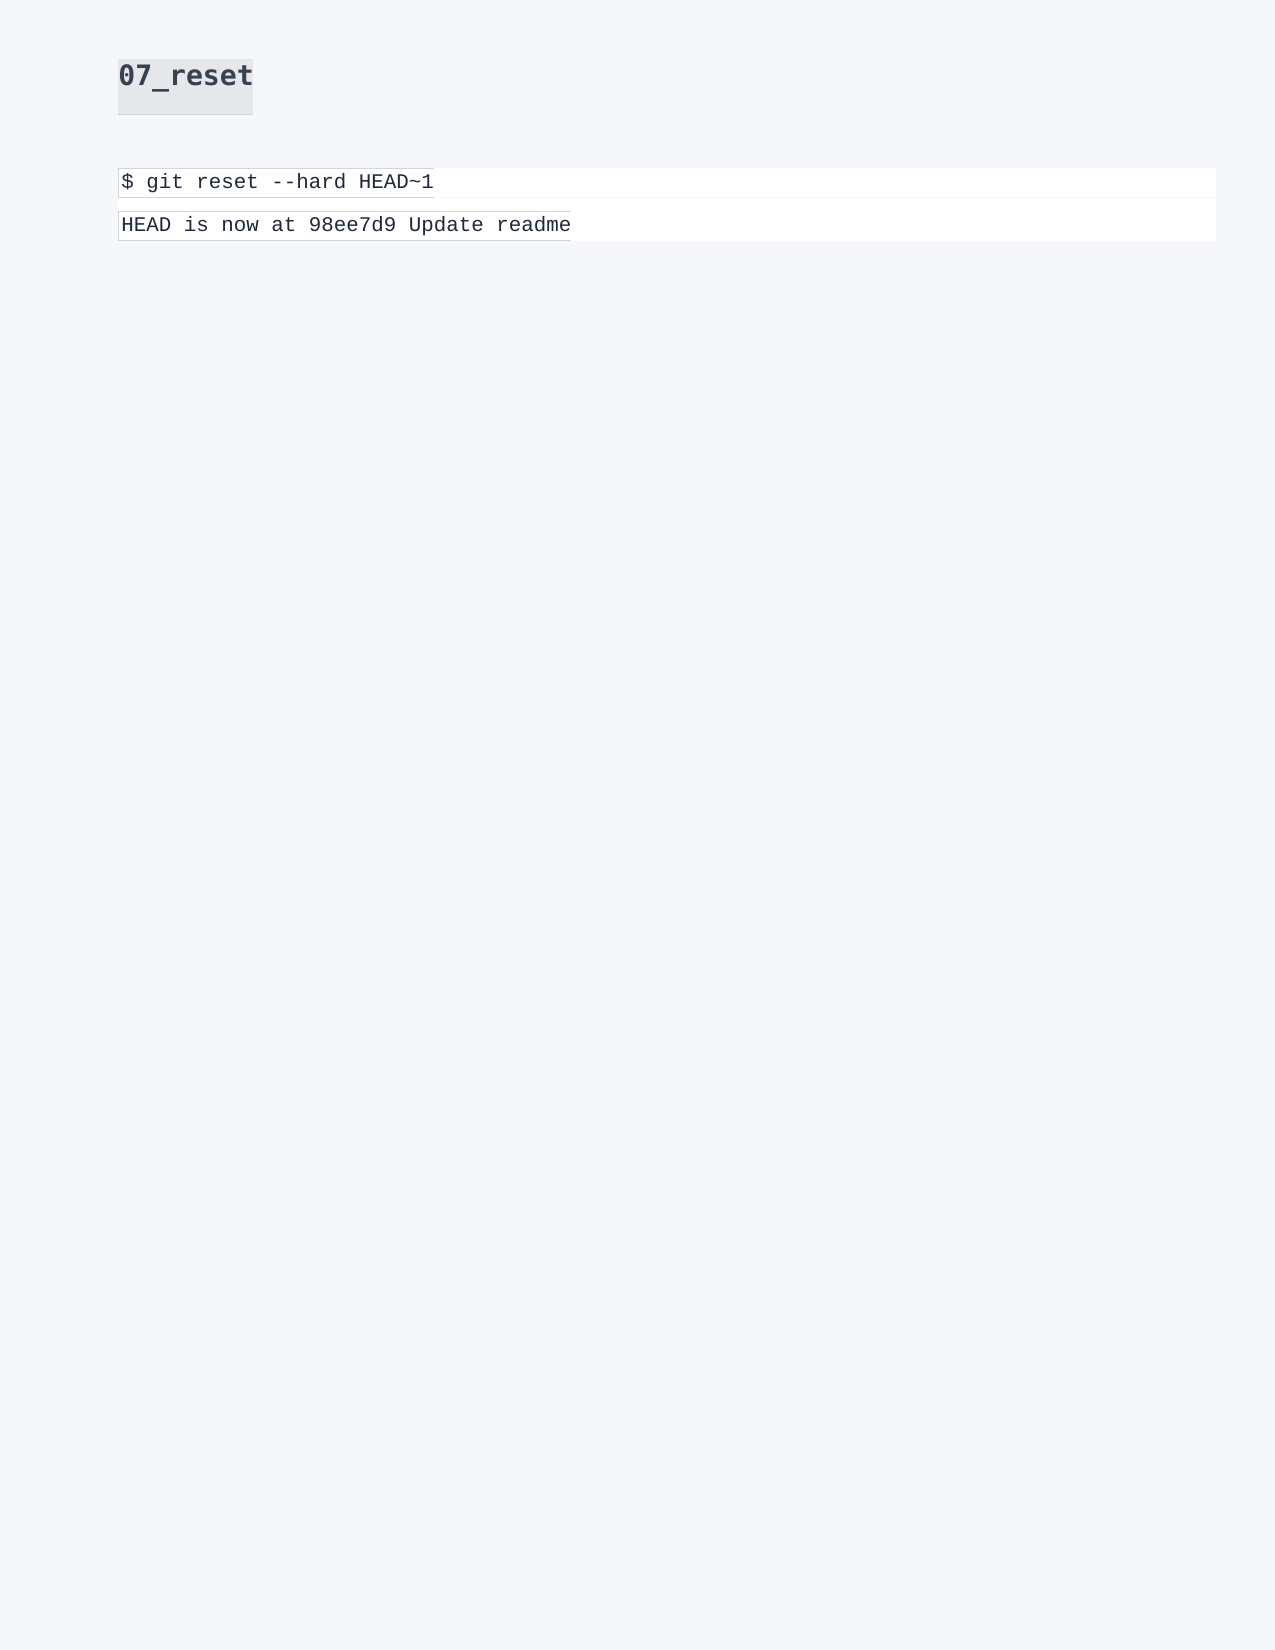 07_reset
$ git reset --hard HEAD~1
HEAD is now at 98ee7d9 Update readme